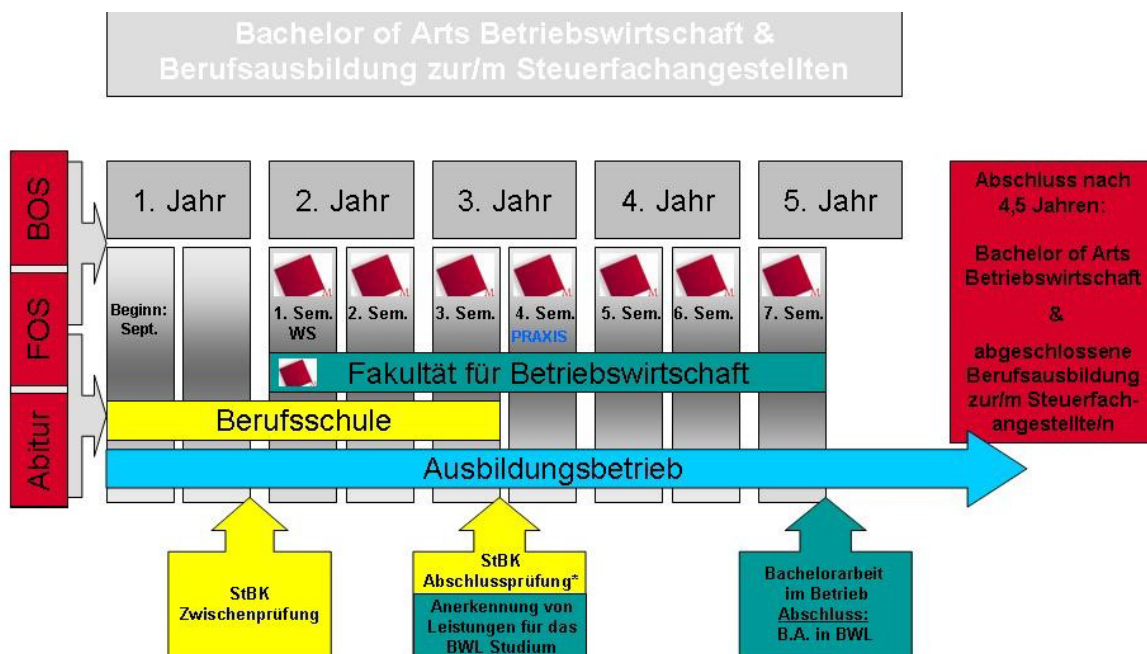 Bachelor of Arts Betriebswirtschaft &
Berufsausbildung zur/m Steuerfachangestellten
BOS
FOS
Abitur
1. Jahr
2. Jahr
3. Jahr
4. Jahr
5. Jahr
Beginn:
Sept.
M
1. Sem.
WS
M
2. Sem.
M
3. Sem.
M
4. Sem.
PRAXIS
M
5. Sem.
M
6. Sem.
M
7. Sem.
Fakultät für Betriebswirtschaft
Berufsschule
Ausbildungsbetrieb
Abschluss nach
4,5 Jahren:
Bachelor of Arts
Betriebswirtschaft
&
abgeschlossene
Berufsausbildung
zur/m Steuerfach-
angestellte/n
StBK
Zwischenprüfung
StBK
Abschlussprüfung*
Anerkennung von
Leistungen für das
BWL Studium
Bachelorarbeit
im Betrieb
Abschluss:
B.A. in BWL